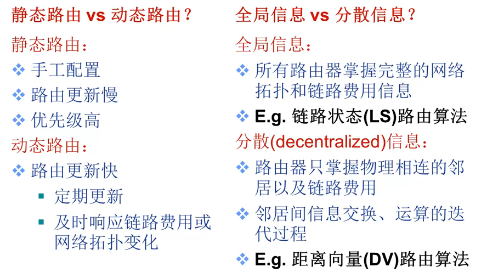 静态路由 vs 动态路由?
静态路由:
手工配置
路由更新慢
优先级高
动态路由:
路由更新快
定期更新
及时响应链路费用或
网络拓扑变化
全局信息 vs 分散信息?
全局信息:
所有路由器掌握完整的网络
拓扑和链路费用信息
E.g. 链路状态(LS)路由算法
分散(decentralized)信息:
路由器只掌握物理相连的邻
居以及链路费用
邻居间信息交换、运算的迭
代过程
E.g. 距离向量(DV)路由算法